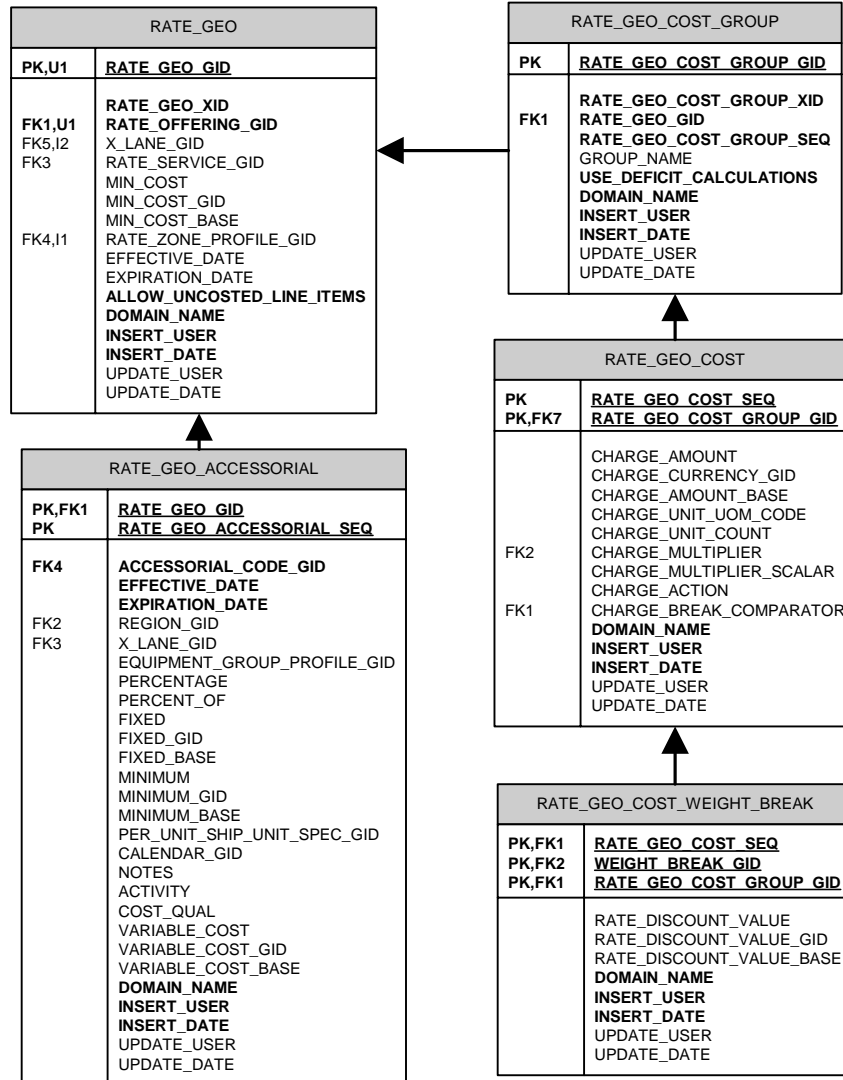 RATE_GEO
PK,U1 RATE_GEO_GID
RATE_GEO_XID
FK1,U1 RATE_OFFERING_GID
FK5,I2 X_LANE_GID
FK3 RATE_SERVICE_GID
MIN_COST
MIN_COST_GID
MIN_COST_BASE
FK4,I1 RATE_ZONE_PROFILE_GID
EFFECTIVE_DATE
EXPIRATION_DATE
ALLOW_UNCOSTED_LINE_ITEMS
DOMAIN_NAME
INSERT_USER
INSERT_DATE
UPDATE_USER
UPDATE_DATE
RATE_GEO_COST_GROUP
PK RATE_GEO_COST_GROUP_GID
RATE_GEO_COST_GROUP_XID
FK1 RATE_GEO_GID
RATE_GEO_COST_GROUP_SEQ
GROUP_NAME
USE_DEFICIT_CALCULATIONS
DOMAIN_NAME
INSERT_USER
INSERT_DATE
UPDATE_USER
UPDATE_DATE
RATE_GEO_ACCESSORIAL
PK,FK1 RATE_GEO_GID
PK RATE_GEO_ACCESSORIAL_SEQ
FK4 ACCESSORIAL_CODE_GID
EFFECTIVE_DATE
EXPIRATION_DATE
FK2 REGION_GID
FK3 X_LANE_GID
EQUIPMENT_GROUP_PROFILE_GID
PERCENTAGE
PERCENT_OF
FIXED
FIXED_GID
FIXED_BASE
MINIMUM
MINIMUM_GID
MINIMUM_BASE
PER_UNIT_SHIP_UNIT_SPEC_GID
CALENDAR_GID
NOTES
ACTIVITY
COST_QUAL
VARIABLE_COST
VARIABLE_COST_GID
VARIABLE_COST_BASE
DOMAIN_NAME
INSERT_USER
INSERT_DATE
UPDATE_USER
UPDATE_DATE
RATE_GEO_COST
PK RATE_GEO_COST_SEQ
PK,FK7 RATE_GEO_COST_GROUP_GID
CHARGE_AMOUNT
CHARGE_CURRENCY_GID
CHARGE_AMOUNT_BASE
CHARGE_UNIT_UOM_CODE
CHARGE_UNIT_COUNT
FK2 CHARGE_MULTIPLIER
CHARGE_MULTIPLIER_SCALAR
CHARGE_ACTION
FK1 CHARGE_BREAK_COMPARATOR
DOMAIN_NAME
INSERT_USER
INSERT_DATE
UPDATE_USER
UPDATE_DATE
RATE_GEO_COST_WEIGHT_BREAK
PK,FK1 RATE_GEO_COST_SEQ
PK,FK2 WEIGHT_BREAK_GID
PK,FK1 RATE_GEO_COST_GROUP_GID
RATE_DISCOUNT_VALUE
RATE_DISCOUNT_VALUE_GID
RATE_DISCOUNT_VALUE_BASE
DOMAIN_NAME
INSERT_USER
INSERT_DATE
UPDATE_USER
UPDATE_DATE